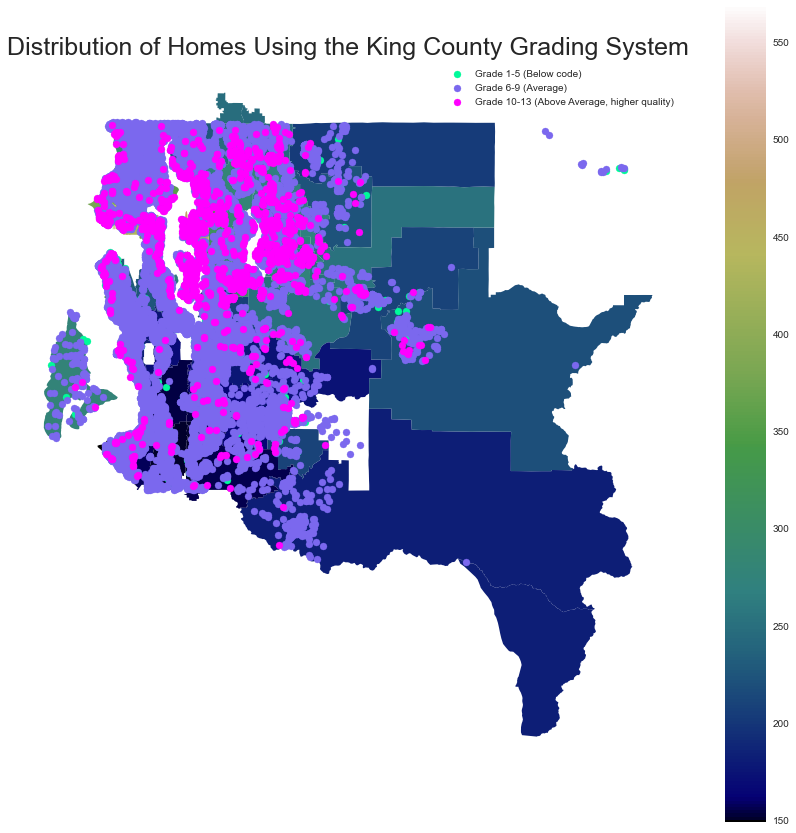 Distribution of Homes Using the King County Grading System
Grade 1-5 (Below code)
Grade 6-9 (Average)
Grade 10-13 (Above Average, higher quality)
550
500
450
400
350
300
250
200
150